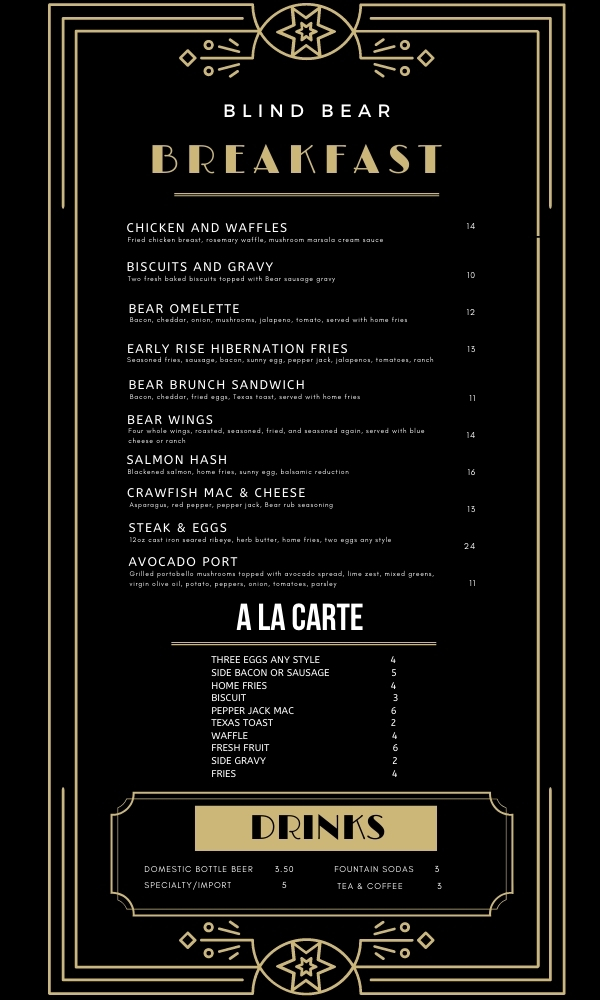 BLIND BEAR
BREAKFAST
CHICKEN AND WAFFLES 14
Fried chicken breast, rosemary waffle, mushroom marsala cream sauce
BISCUITS AND GRAVY 10
Two fresh baked biscuits topped with Bear sausage gravy
BEAR OMELETTE 12
Bacon, cheddar, onion, mushrooms, jalapeno, tomato, served with home fries
EARLY RISE HIBERNATION FRIES 13
Seasoned fries, sausage, bacon, sunny egg, pepper jack, jalapenos, tomatoes, ranch
BEAR BRUNCH SANDWICH
Bacon, cheddar, fried eggs, Texas toast, served with home fries 11
BEAR WINGS
Four whole wings, roasted, seasoned, fried, and seasoned again, served with blue 14
cheese or ranch
SALMON HASH
Blackened salmon, home fries, sunny egg, balsamic reduction 16
CRAWFISH MAC & CHEESE
Asparagus, red pepper, pepper jack, Bear rub seasoning 13
STEAK & EGGS
12oz cast iron seared ribeye, herb butter, home fries, two eggs any style 24
AVOCADO PORT
Grilled portobello mushrooms topped with avocado spread, lime zest, mixed greens,
virgin olive oil, potato, peppers, onion, tomatoes, parsley 11
A LA CARTE
THREE EGGS ANY STYLE 4
SIDE BACON OR SAUSAGE 5
HOME FRIES 4
BISCUIT 3
PEPPER JACK MAC 6
TEXAS TOAST 2
WAFFLE 4
FRESH FRUIT 6
SIDE GRAVY 2
FRIES 4
DRINKS
DOMESTIC BOTTLE BEER 3.50 FOUNTAIN SODAS 3
SPECIALTY/IMPORT 5 TEA & COFFEE 3